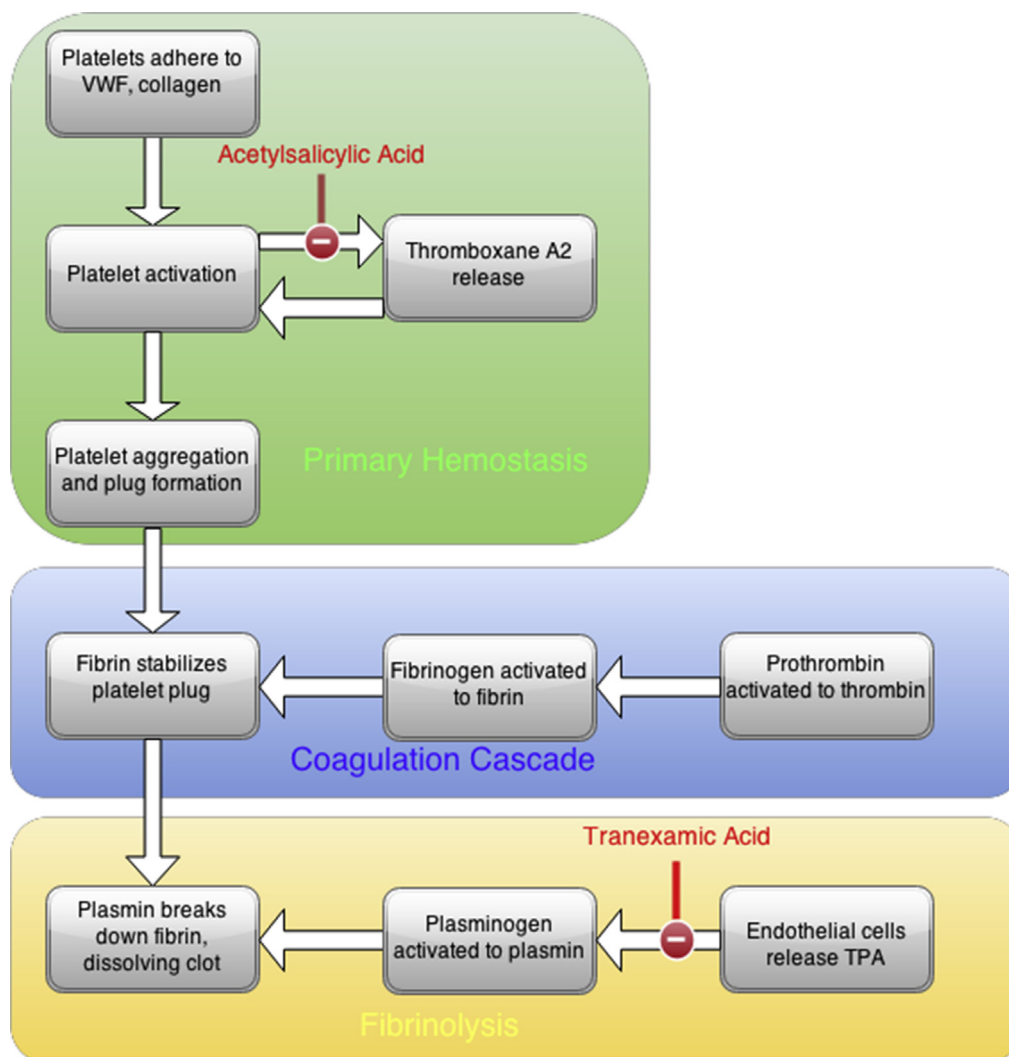 Platelets adhere to
VWF, collagen
Acetylsalicylic Acid
Platelet activation
Thromboxane A2
release
Platelet aggregation
and plug formation
Primary Hemostasis
Fibrin stabilizes
platelet plug
Fibrinogen activated
to fibrin
Prothrombin
activated to thrombin
Coagulation Cascade
Tranexamic Acid
Plasmin breaks
down fibrin,
dissolving clot
Plasminogen
activated to plasmin
Endothelial cells
release TPA
Fibrinolysis